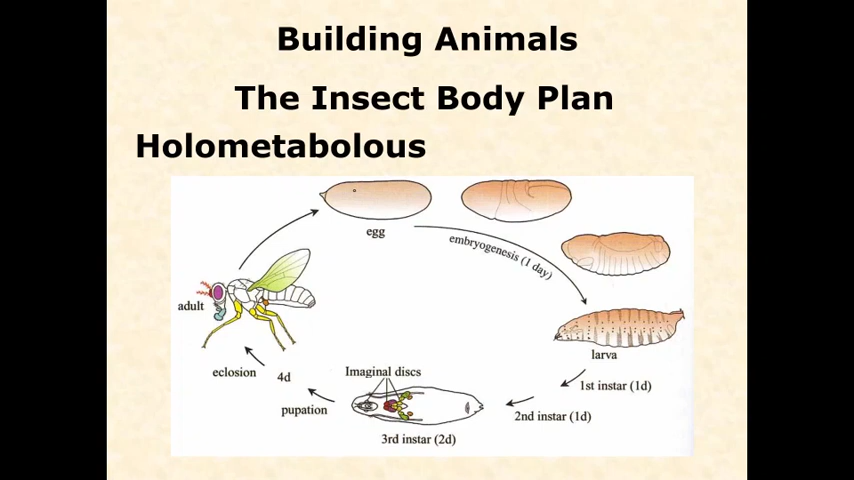 Building Animals
The Insect Body Plan
Holometabolous
egg
embryogenesis (1 day)
adult
larva
eclosion
4d
Imaginal discs
1st instar (1d)
pupation
2nd instar (1d)
3rd instar (2d)